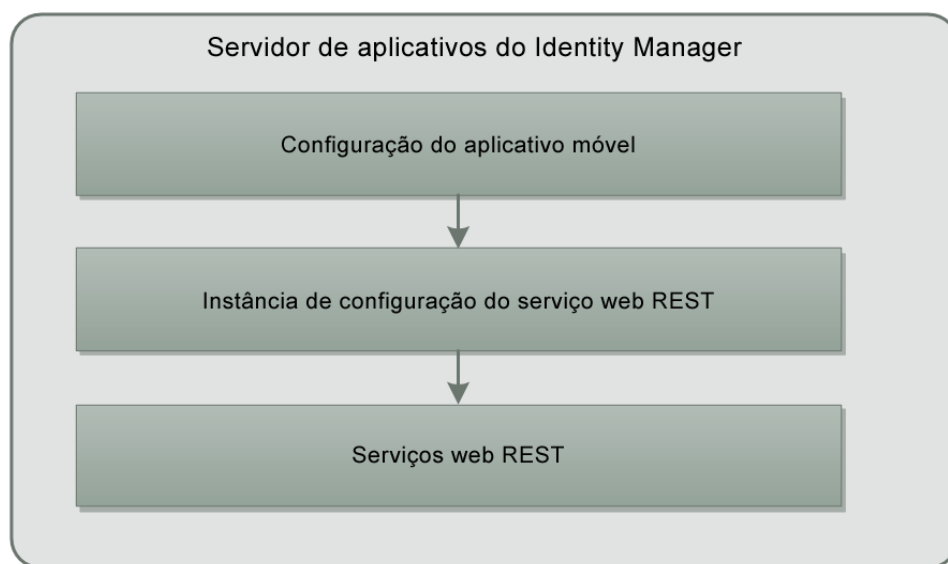 Servidor de aplicativos do Identity Manager
Configuração do aplicativo móvel
Instância de configuração do serviço web REST
Serviços web REST